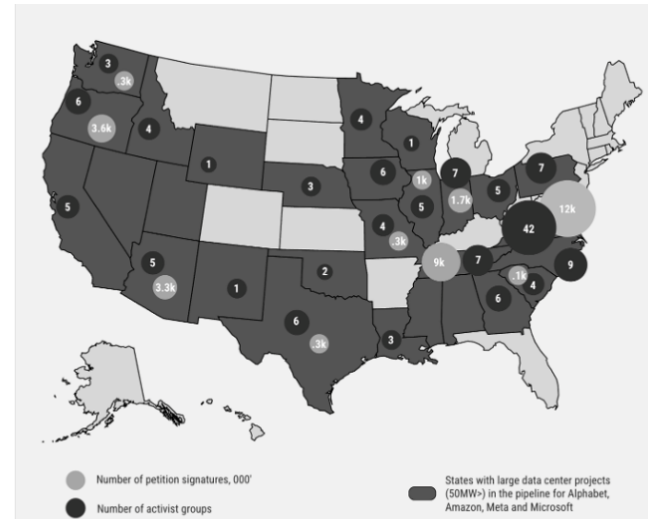 3
.3k
6
3.6k
4
4
1
1
7
7
6
1k
5
1.7k
5
3
12k
42
5
4
.3k
9k
7
9
5
3.3k
1
2
.1k
4
6
6
.3k
3
Number of petition signatures, 000'
Number of activist groups
States with large data center projects
(50MW>) in the pipeline for Alphabet,
Amazon, Meta and Microsoft